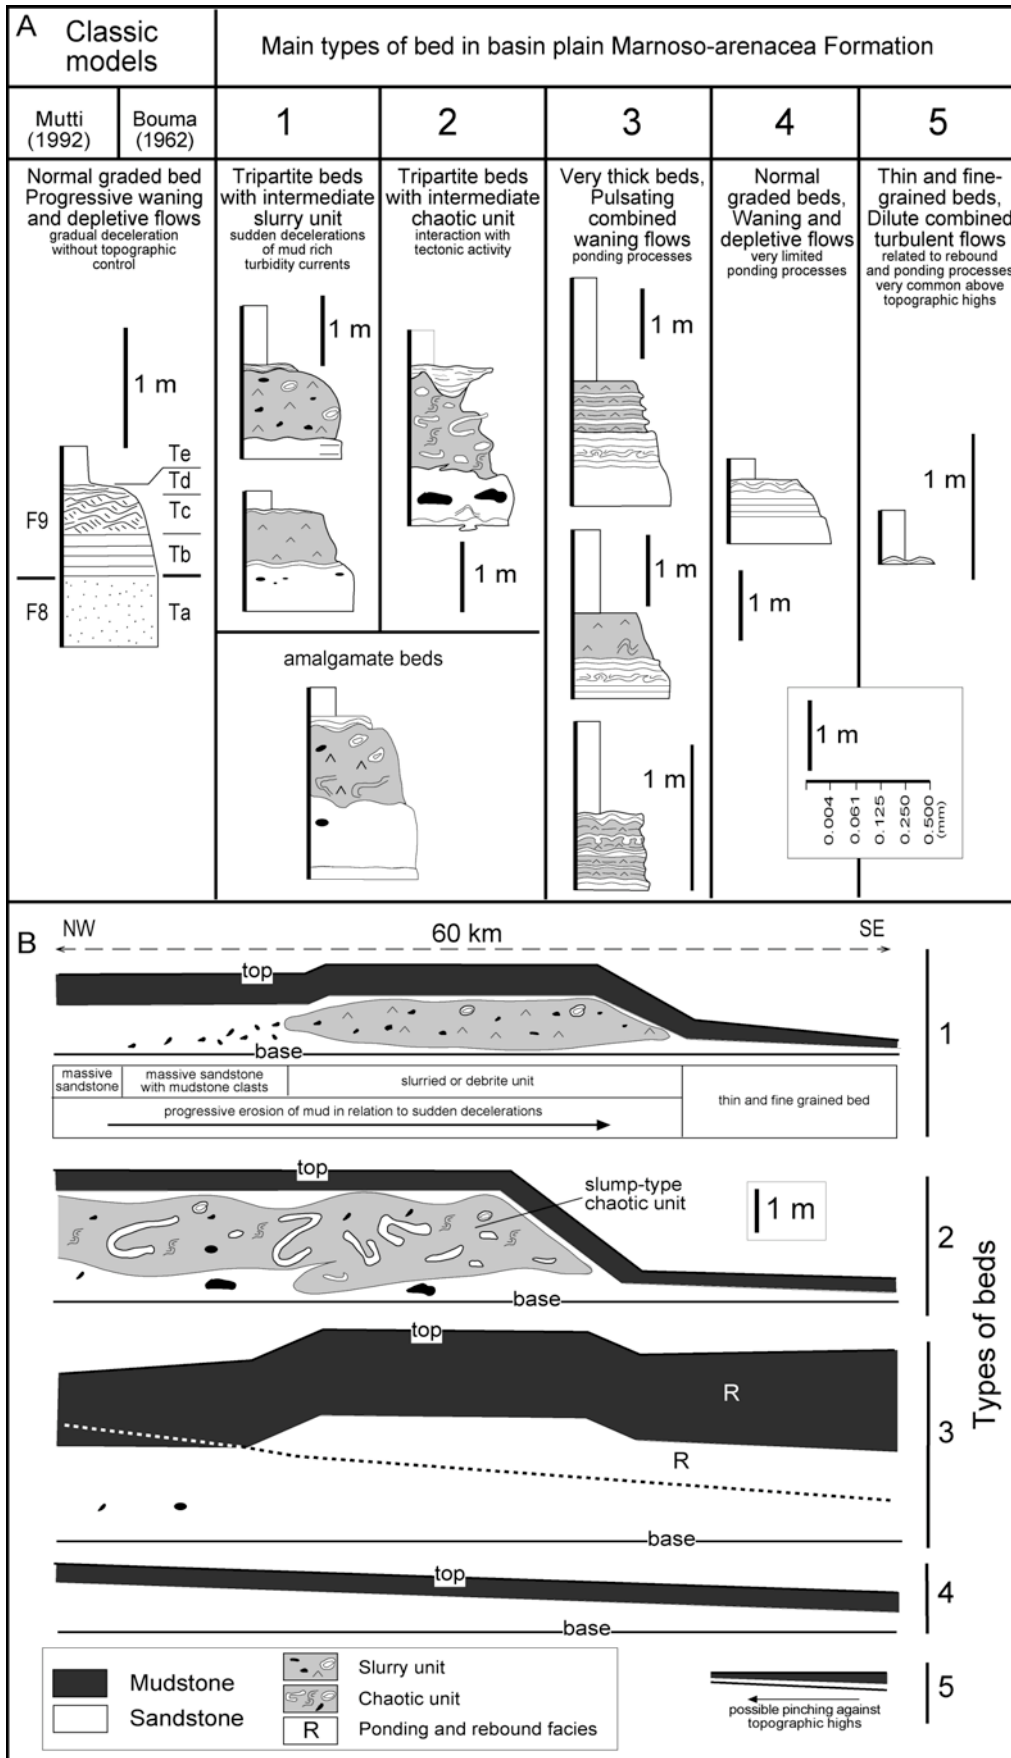 A
Classic
models
Main types of bed in basin plain Marnoso-arenacea Formation
Mutti
(1992)
Bouma
(1962)
1
2
3
4
5
Normal graded bed
Progressive waning
and depletive flows
gradual deceleration
without topographic
control
Tripartite beds
with intermediate
slurry unit
sudden decelerations
of mud rich
turbidity currents
Tripartite beds
with intermediate
chaotic unit
interaction with
tectonic activity
Very thick beds,
Pulsating
combined
waning flows
ponding processes
Normal
graded beds,
Waning and
depletive flows
very limited
ponding processes
Thin and fine-
grained beds,
Dilute combined
turbulent flows
related to rebound
and ponding processes
very common above
topographic highs
1 m
1 m
1 m
1 m
1 m
1 m
1 m
1 m
1 m
Te
Td
Tc
Tb
Ta
F9
F8
amalgamate beds
1 m
0.004
0.061
0.125
0.250
0.500
(mm)
B
NW
60 km
SE
top
base
1
massive
sandstone
massive sandstone
with mudstone clasts
slurried or debrite unit
thin and fine grained bed
progressive erosion of mud in relation to sudden decelerations
top
slump-type
chaotic unit
1 m
2
base
top
R
R
3
base
Types of beds
top
4
base
Mudstone
Sandstone
Slurry unit
Chaotic unit
R
Ponding and rebound facies
5
possible pinching against
topographic highs